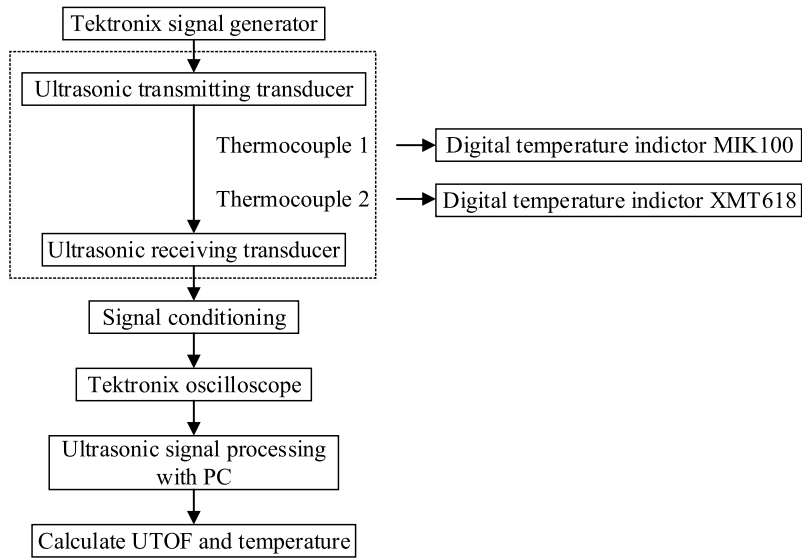 Tektronix signal generator
Ultrasonic transmitting transducer
Thermocouple 1
Digital temperature indictor MIK100
Thermocouple 2
Digital temperature indictor XMT618
Ultrasonic receiving transducer
Signal conditioning
Tektronix oscilloscope
Ultrasonic signal processing
with PC
Calculate UTOF and temperature